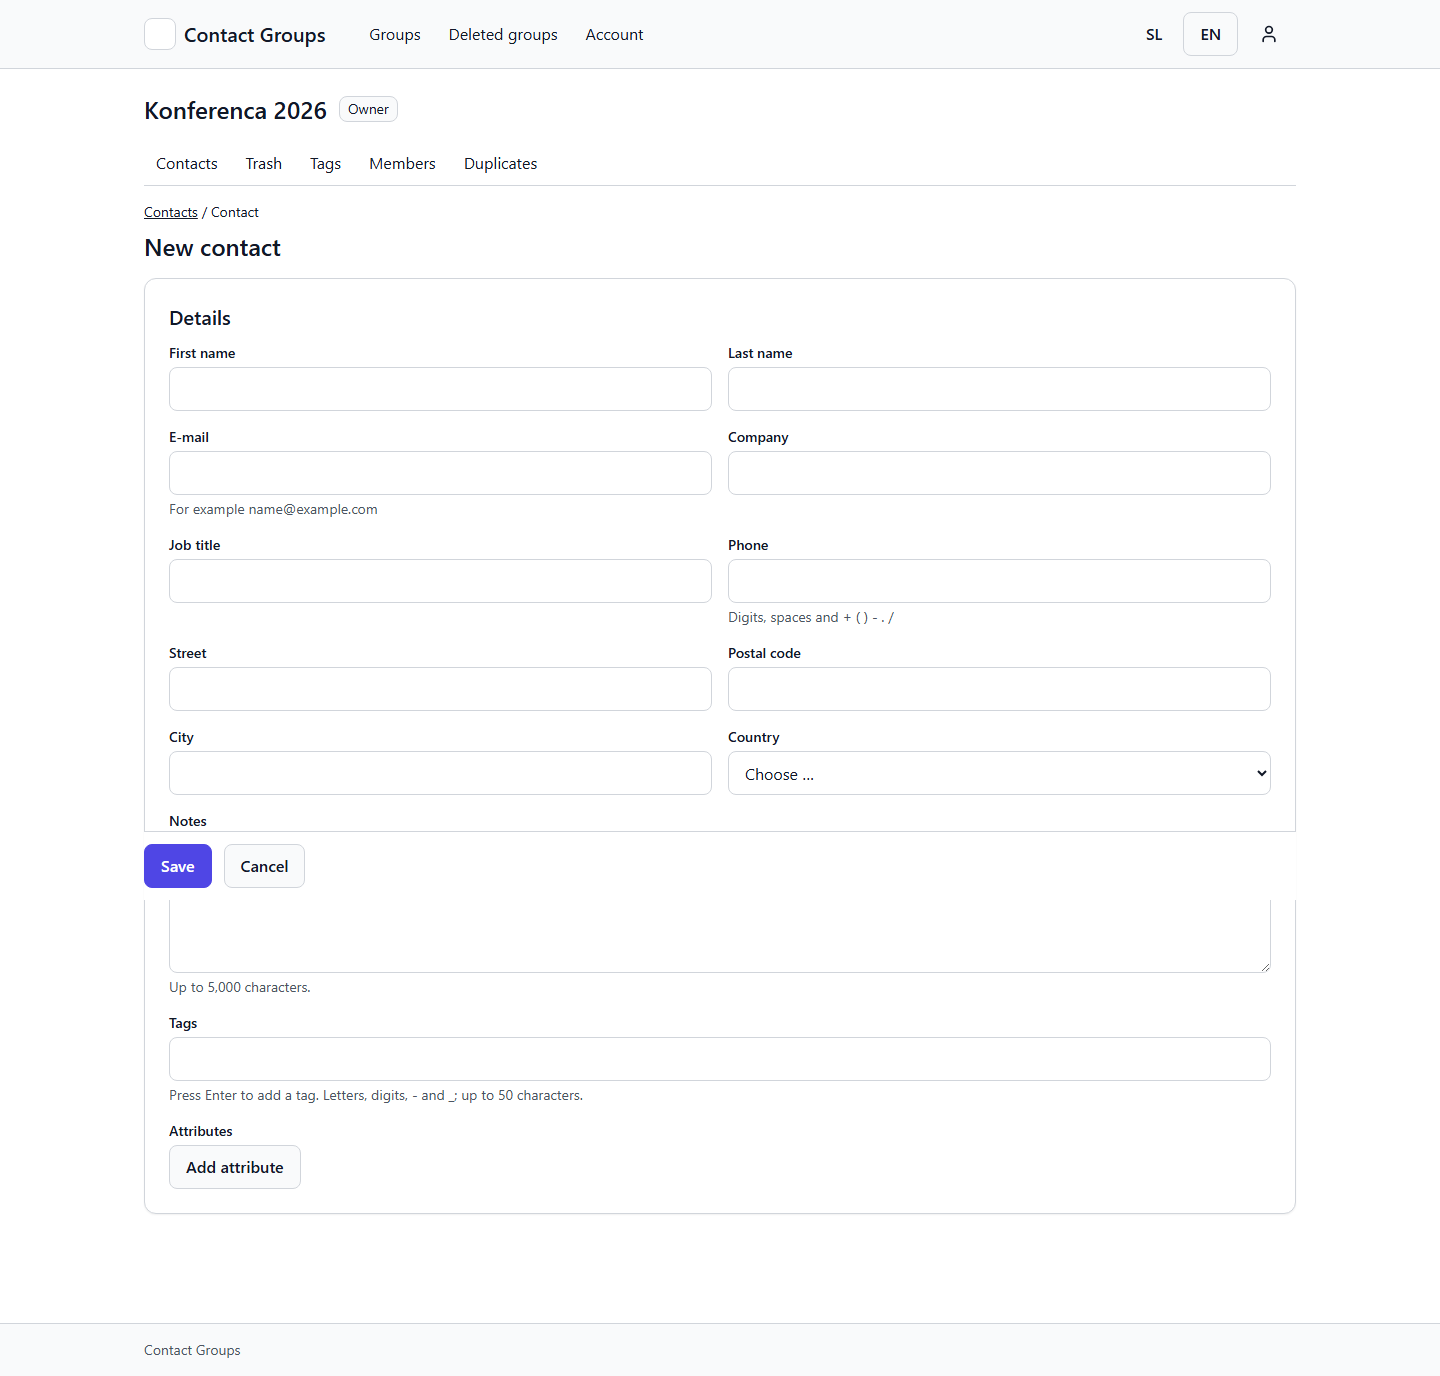 Contact Groups Groups Deleted groups Account SL EN
Konferenca 2026 Owner
Contacts Trash Tags Members Duplicates
Contacts / Contact
New contact
Details
First name Last name
E-mail Company
For example name@example.com
Job title Phone
Digits, spaces and + ( ) - . /
Street Postal code
City Country
Choose ...
Notes
Save Cancel
Up to 5,000 characters.
Tags
Press Enter to add a tag. Letters, digits, - and _; up to 50 characters.
Attributes
Add attribute
Contact Groups